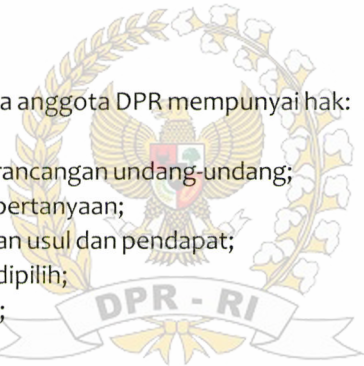 a anggota DPR mempunyai hak:
rancangan undang-undang;
pertanyaan;
an usul dan pendapat;
dipilih;
;
DPR - RI